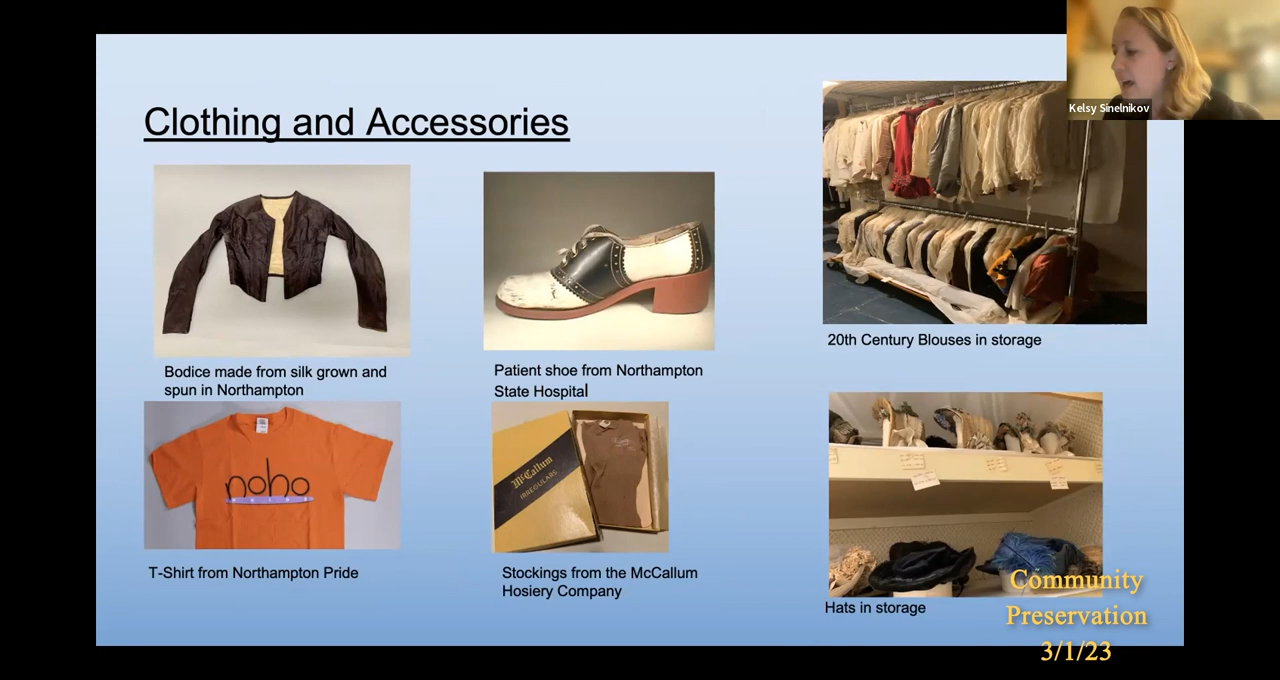 Kelsy Sinelnikov
Clothing and Accessories
Bodice made from silk grown and
spun in Northampton
Patient shoe from Northampton
State Hospital
20th Century Blouses in storage
noho
PRIDE
T-Shirt from Northampton Pride
McCallum
IRREGULARS
Stockings from the McCallum
Hosiery Company
Hats in storage
Community
Preservation
3/1/23